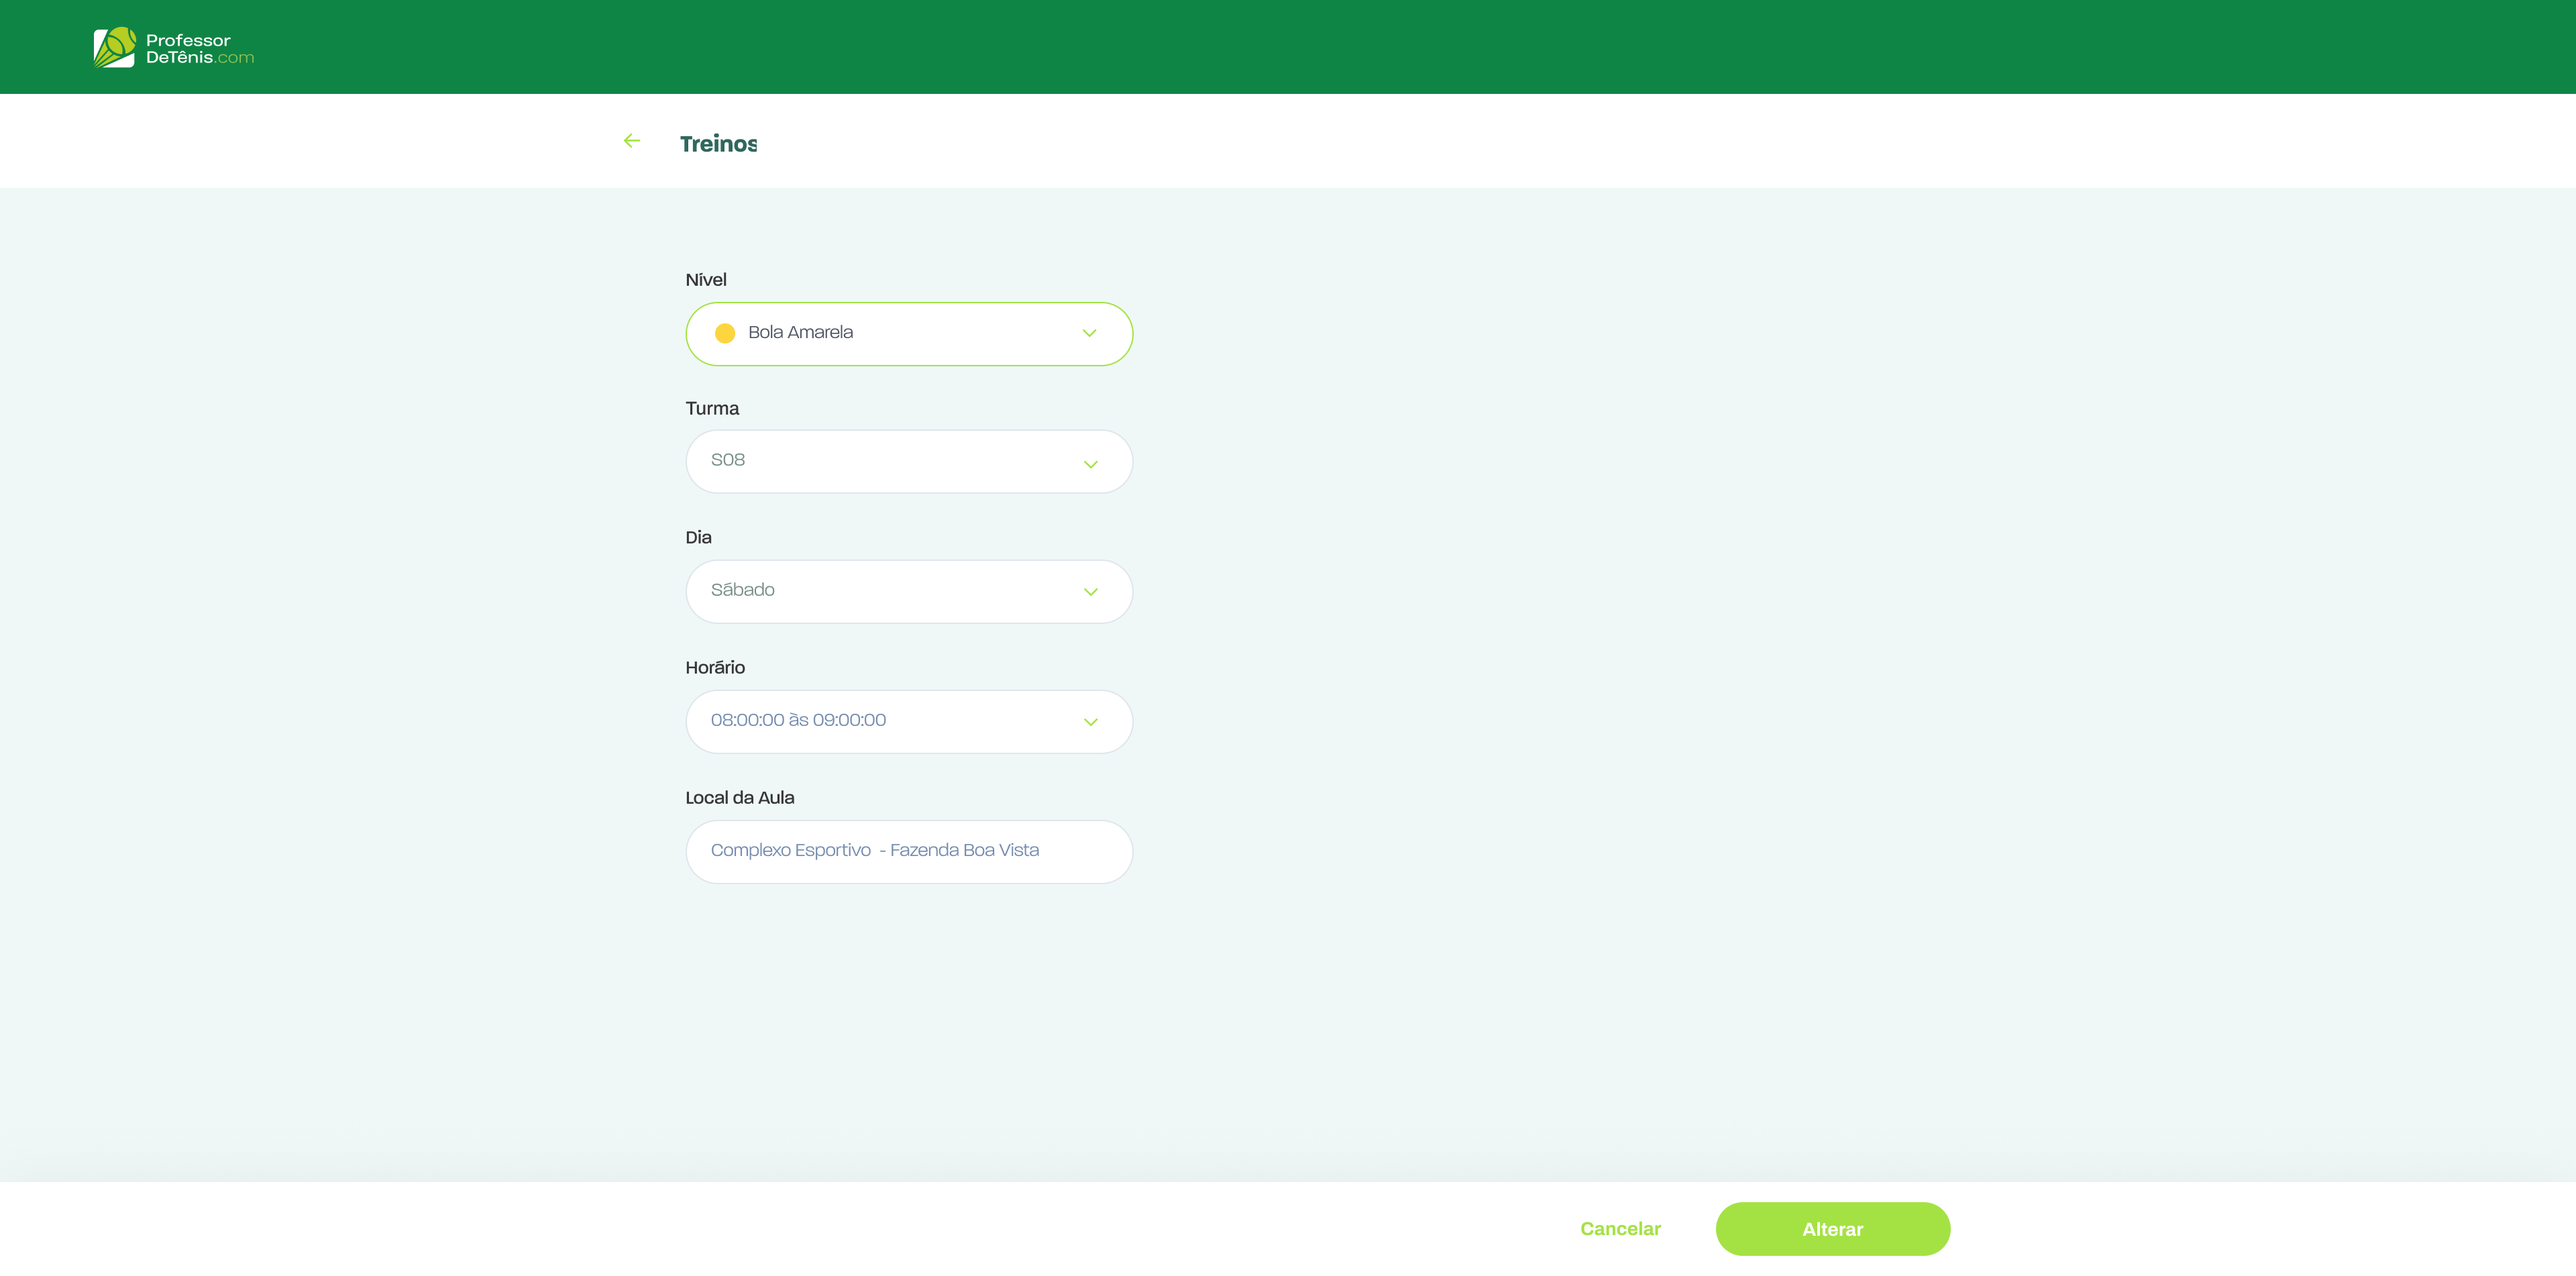 Professor
DeTênis.com
Treinos
Nível
Bola Amarela
Turma
S08
Dia
Sábado
Horário
08:00:00 às 09:00:00
Local da Aula
Complexo Esportivo  - Fazenda Boa Vista
Cancelar
Alterar